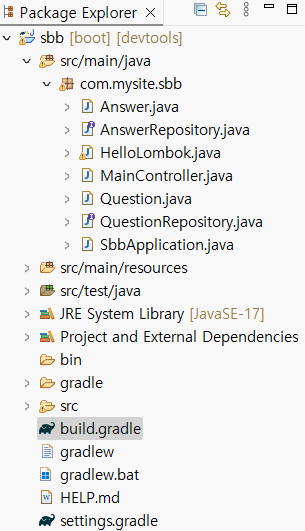 Package Explorer
sbb [boot] [devtools]
src/main/java
com.mysite.sbb
Answer.java
AnswerRepository.java
HelloLombok.java
MainController.java
Question.java
QuestionRepository.java
SbbApplication.java
src/main/resources
src/test/java
JRE System Library [JavaSE-17]
Project and External Dependencies
bin
gradle
src
build.gradle
gradlew
gradlew.bat
HELP.md
settings.gradle